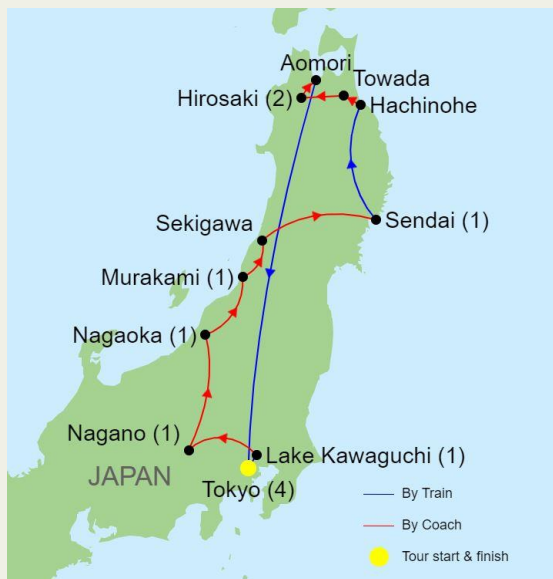 Aomori
Towada
Hirosaki (2)
Hachinohe
Sekigawa
Sendai (1)
Murakami (1)
Nagaoka (1)
Nagano (1)
Lake Kawaguchi (1)
JAPAN
Tokyo (4)
By Train
By Coach
Tour start & finish